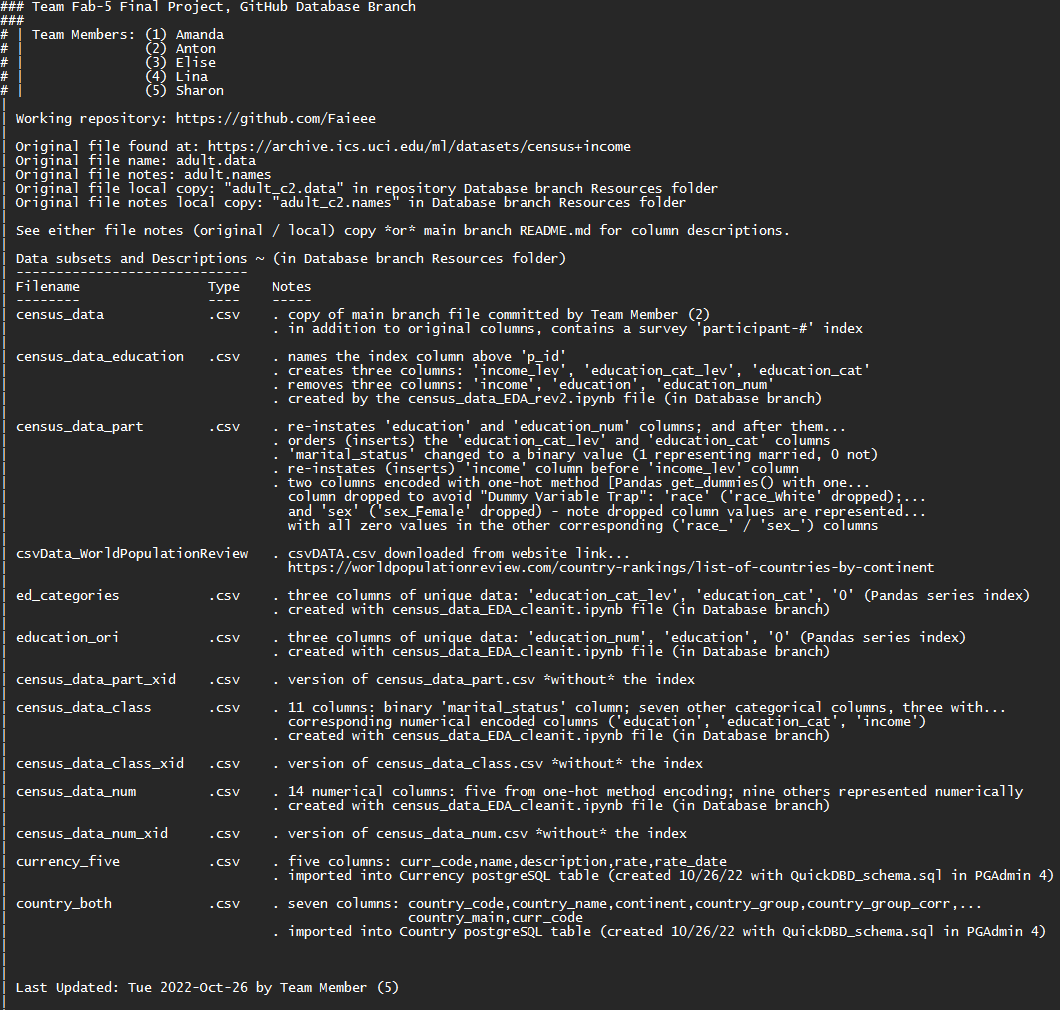 ### Team Fab-5 Final Project, GitHub Database Branch
###
# | Team Members: (1) Amanda
# |               (2) Anton
# |               (3) Elise
# |               (4) Lina
# |               (5) Sharon
|
| Working repository: https://github.com/Faieee
|
| Original file found at: https://archive.ics.uci.edu/ml/datasets/census+income
| Original file name: adult.data
| Original file notes: adult.names
| Original file local copy: "adult_c2.data" in repository Database branch Resources folder
| Original file notes local copy: "adult_c2.names" in Database branch Resources folder
|
| See either file notes (original / local) copy *or* main branch README.md for column descriptions.
|
| Data subsets and Descriptions ~ (in Database branch Resources folder)
| -----------------------------
| Filename                Type    Notes
| --------                ----    -----
| census_data             .csv    . copy of main branch file committed by Team Member (2)
|                                 . in addition to original columns, contains a survey 'participant-#' index
|
| census_data_education   .csv    . names the index column above 'p_id'
|                                 . creates three columns: 'income_lev', 'education_cat_lev', 'education_cat'
|                                 . removes three columns: 'income', 'education', 'education_num'
|                                 . created by the census_data_EDA_rev2.ipynb file (in Database branch)
|
| census_data_part        .csv    . re-instates 'education' and 'education_num' columns; and after them...
|                                 . orders (inserts) the 'education_cat_lev' and 'education_cat' columns
|                                 . 'marital_status' changed to a binary value (1 representing married, 0 not)
|                                 . re-instates (inserts) 'income' column before 'income_lev' column
|                                 . two columns encoded with one-hot method [Pandas get_dummies() with one...
|                                   column dropped to avoid "Dummy Variable Trap": 'race' ('race_White' dropped);...
|                                   and 'sex' ('sex_Female' dropped) - note dropped column values are represented...
|                                   with all zero values in the other corresponding ('race_' / 'sex_') columns
|
| csvData_WorldPopulationReview   . csvDATA.csv downloaded from website link...
|                                   https://worldpopulationreview.com/country-rankings/list-of-countries-by-continent
|
| ed_categories           .csv    . three columns of unique data: 'education_cat_lev', 'education_cat', '0' (Pandas series index)
|                                 . created with census_data_EDA_cleanit.ipynb file (in Database branch)
|
| education_ori           .csv    . three columns of unique data: 'education_num', 'education', '0' (Pandas series index)
|                                 . created with census_data_EDA_cleanit.ipynb file (in Database branch)
|
| census_data_part_xid    .csv    . version of census_data_part.csv *without* the index
|
| census_data_class       .csv    . 11 columns: binary 'marital_status' column; seven other categorical columns, three with...
|                                   corresponding numerical encoded columns ('education', 'education_cat', 'income')
|                                 . created with census_data_EDA_cleanit.ipynb file (in Database branch)
|
| census_data_class_xid   .csv    . version of census_data_class.csv *without* the index
|
| census_data_num         .csv    . 14 numerical columns: five from one-hot method encoding; nine others represented numerically
|                                 . created with census_data_EDA_cleanit.ipynb file (in Database branch)
|
| census_data_num_xid     .csv    . version of census_data_num.csv *without* the index
|
| currency_five           .csv    . five columns: curr_code,name,description,rate,rate_date
|                                 . imported into Currency postgreSQL table (created 10/26/22 with QuickDBD_schema.sql in PGAdmin 4)
|
| country_both            .csv    . seven columns: country_code,country_name,continent,country_group,country_group_corr,...
|                                                  country_main,curr_code
|                                 . imported into Country postgreSQL table (created 10/26/22 with QuickDBD_schema.sql in PGAdmin 4)
|
|
|
| Last Updated: Tue 2022-Oct-26 by Team Member (5)
|